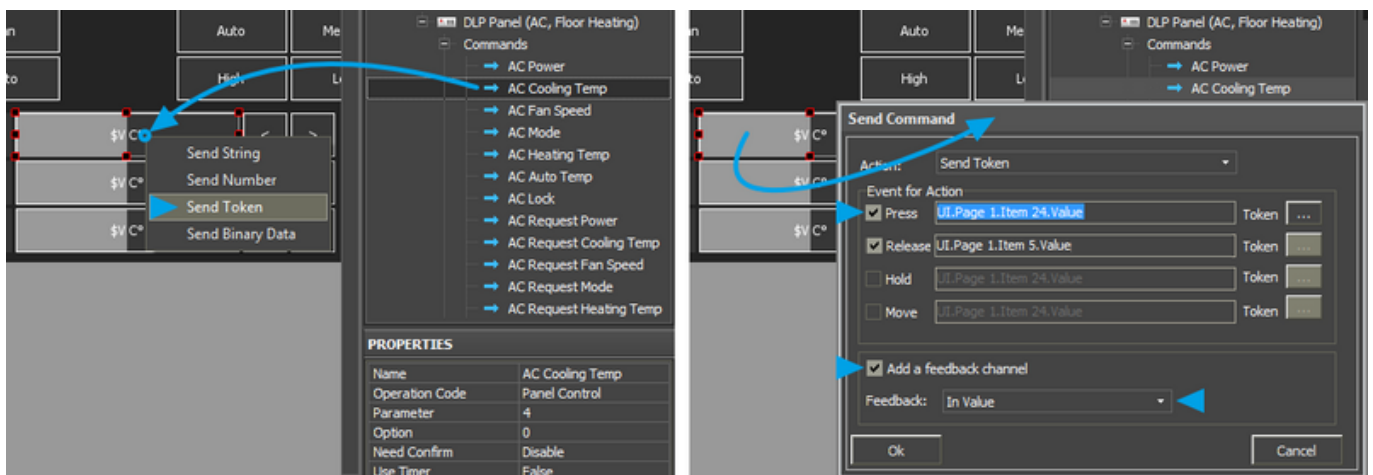 Auto
Me
High
L
$V C°
<
>
$V C°
$V C°
Send String
Send Number
Send Token
Send Binary Data
DLP Panel (AC, Floor Heating)
Commands
AC Power
AC Cooling Temp
AC Fan Speed
AC Mode
AC Heating Temp
AC Auto Temp
AC Lock
AC Request Power
AC Request Cooling Temp
AC Request Fan Speed
AC Request Mode
AC Request Heating Temp
PROPERTIES
Name AC Cooling Temp
Operation Code Panel Control
Parameter 4
Option 0
Need Confirm Disable
Use Timer False
Auto
Me
High
L
$V C°
$V C°
$V C°
DLP Panel (AC, Floor Heating)
Commands
AC Power
AC Cooling Temp
Send Command
Action: Send Token
Event for Action
Press UI.Page 1.Item 24.Value Token ...
Release UI.Page 1.Item 5.Value Token ...
Hold UI.Page 1.Item 24.Value Token ...
Move UI.Page 1.Item 24.Value Token ...
Add a feedback channel
Feedback: In Value
Ok Cancel